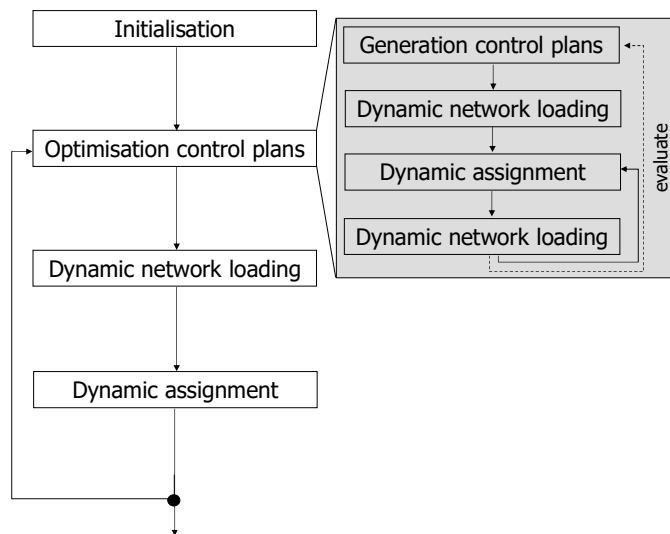 Initialisation
Optimisation control plans
Dynamic network loading
Dynamic assignment
Generation control plans
Dynamic network loading
Dynamic assignment
Dynamic network loading
evaluate